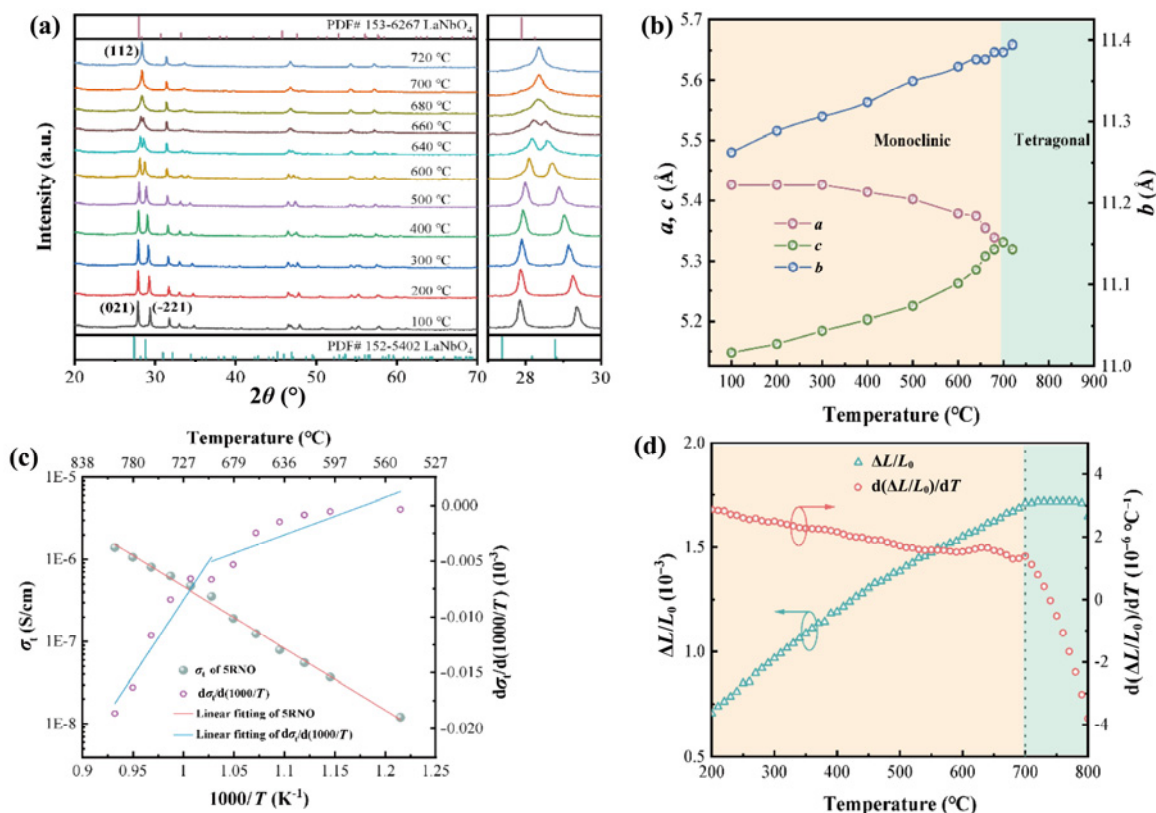 (a)
PDF# 153-6267 LaNbO4
(112)
720 °C
700 °C
680 °C
660 °C
640 °C
600 °C
500 °C
400 °C
300 °C
200 °C
(021) (-221)
100 °C
PDF# 152-5402 LaNbO4
20 30 40 50 60 70 28 30
2θ (°)
Intensity (a.u.)
(b)
5.7
5.6
5.5
5.4
5.3
5.2
a, c (Å)
11.4
11.3
11.2
11.1
11.0
b (Å)
Monoclinic
Tetragonal
a
c
b
100 200 300 400 500 600 700 800 900
Temperature (°C)
(c)
Temperature (°C)
838 780 727 679 636 597 560 527
1E-5
1E-6
1E-7
1E-8
σt (S/cm)
0.000
−0.005
−0.010
−0.015
−0.020
dσt/d(1000/T) (10−3)
σt of 5RNO
dσt/d(1000/T)
Linear fitting of 5RNO
Linear fitting of dσt/d(1000/T)
0.9 0.95 1 1.05 1.1 1.15 1.2 1.25
1000/T (K−1)
(d)
2.0
1.5
1.0
0.5
ΔL/L0 (10−3)
4
2
0
−2
−4
d(ΔL/L0)/dT (10−6 °C−1)
ΔL/L0
d(ΔL/L0)/dT
200 300 400 500 600 700 800
Temperature (°C)